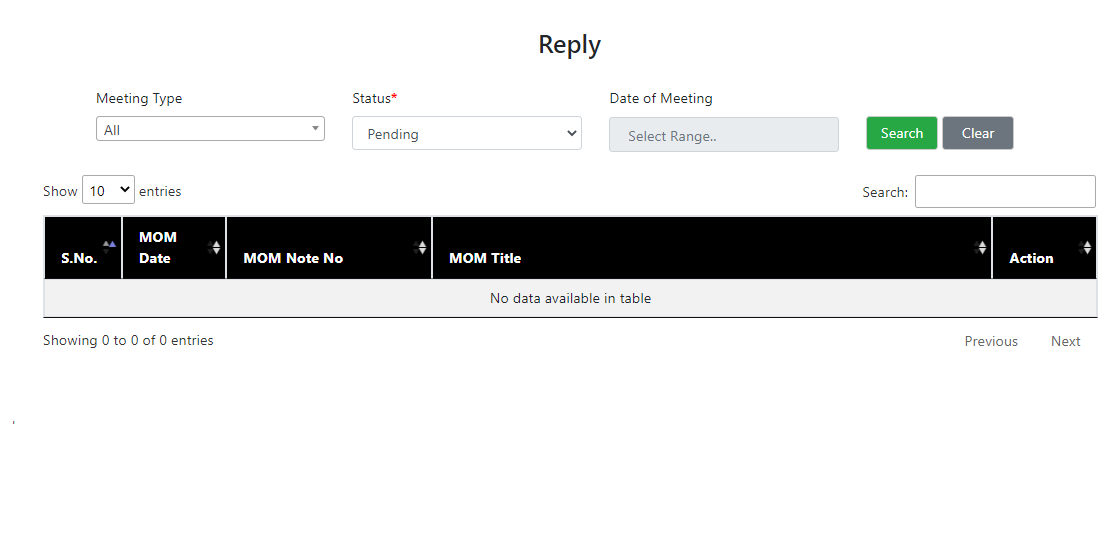 Reply
Meeting Type
Status*
Date of Meeting
All
Pending
Select Range..
Search
Clear
Show 10 entries
Search:
S.No.
MOM
Date
MOM Note No
MOM Title
Action
No data available in table
Showing 0 to 0 of 0 entries
Previous
Next